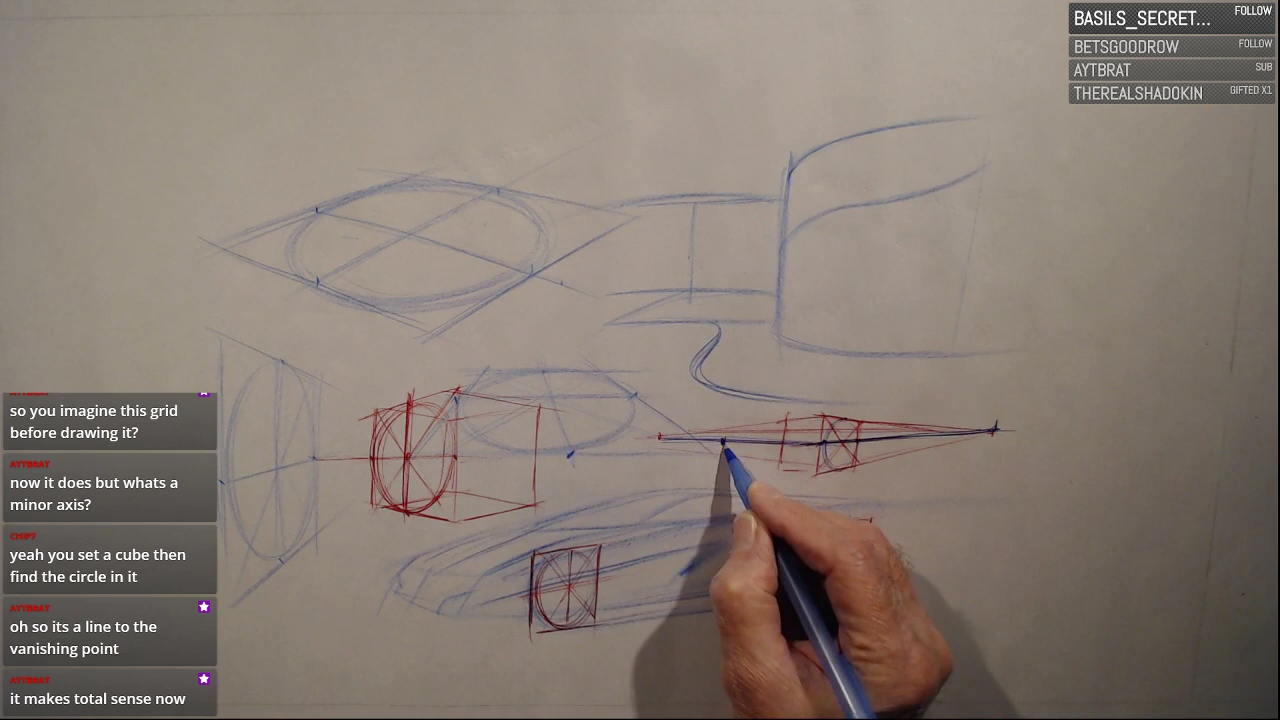 BASILS_SECRET... FOLLOW
BETSGOODROW FOLLOW
AYTBRAT SUB
THEREALSHADOKIN GIFTED X1
so you imagine this grid
before drawing it?
AYTBRAT
now it does but whats a
minor axis?
yeah you set a cube then
find the circle in it
AYTBRAT
oh so its a line to the
vanishing point
AYTBRAT
it makes total sense now